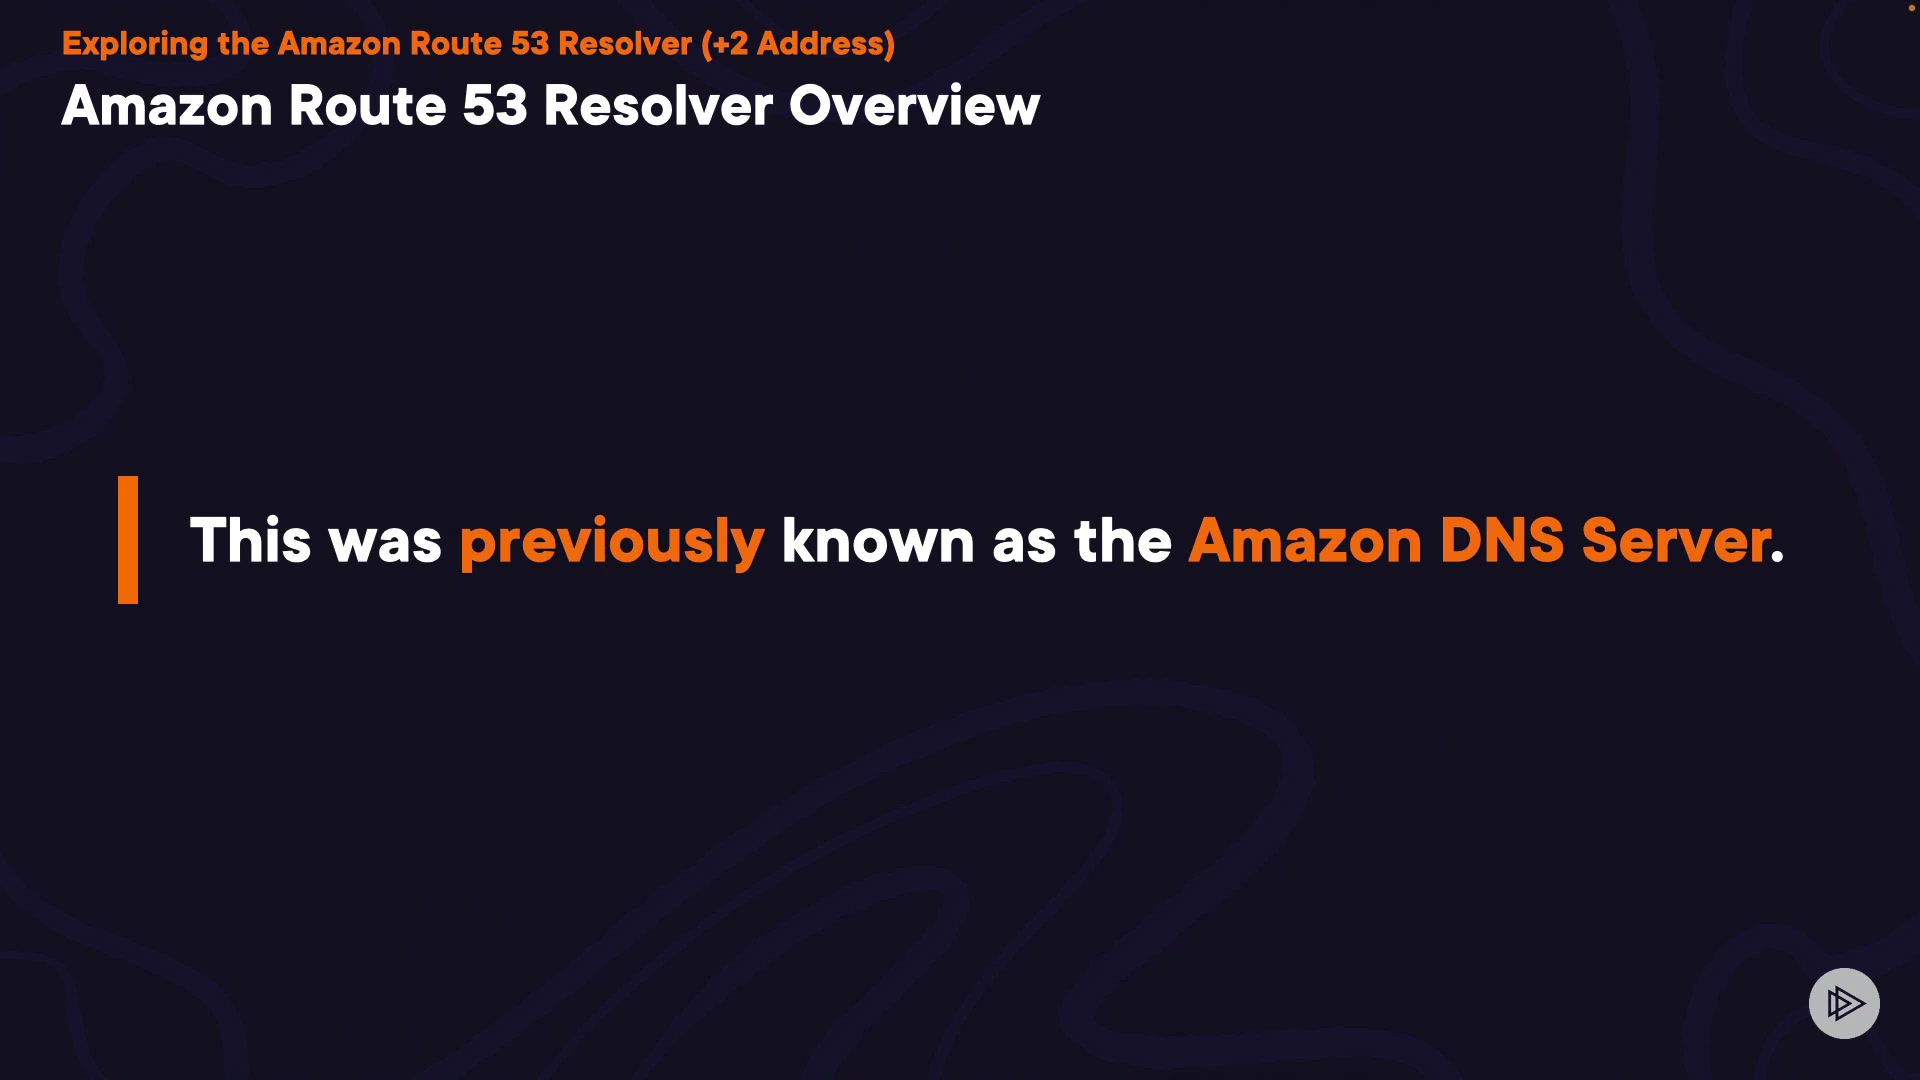 Exploring the Amazon Route 53 Resolver (+2 Address)
Amazon Route 53 Resolver Overview
This was previously known as the Amazon DNS Server.